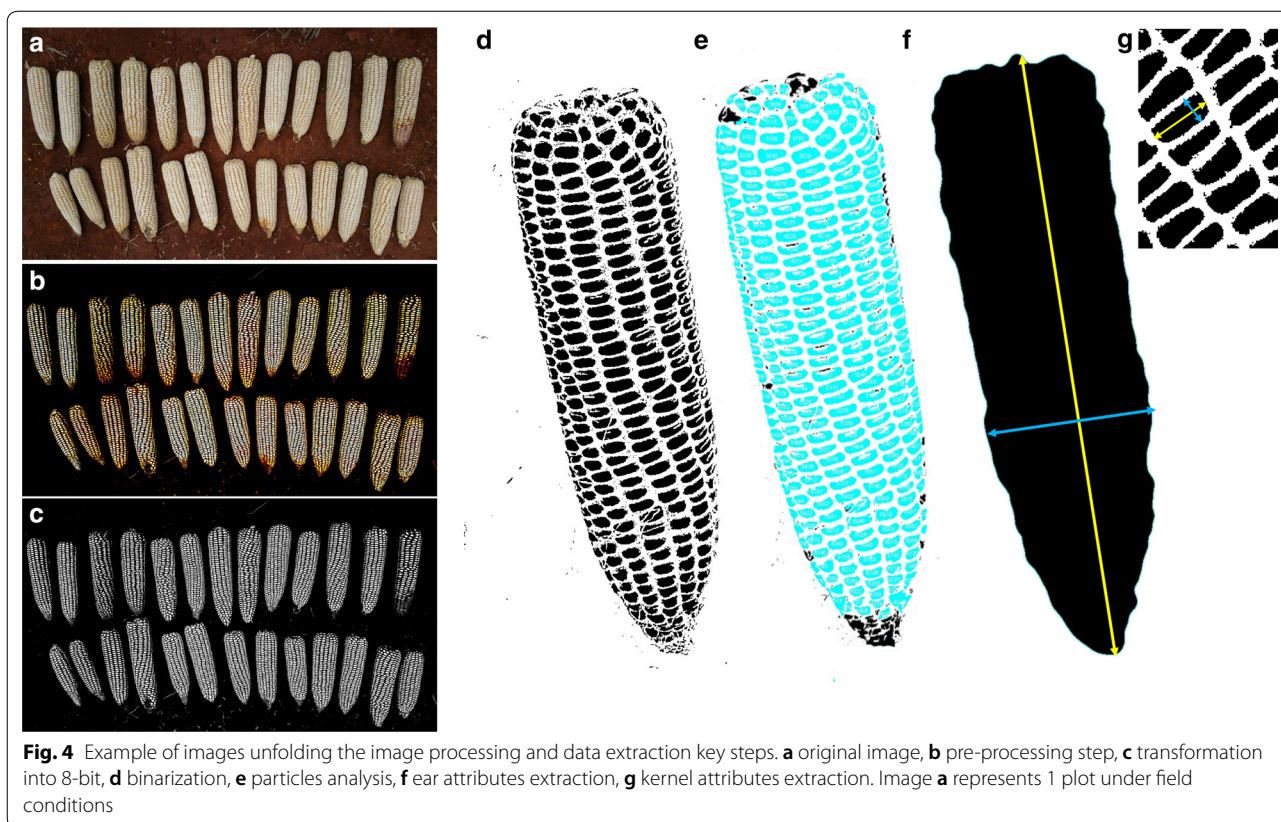 a
b
c
d
e
f
g
Fig. 4 Example of images unfolding the image processing and data extraction key steps. a original image, b pre-processing step, c transformation
into 8-bit, d binarization, e particles analysis, f ear attributes extraction, g kernel attributes extraction. Image a represents 1 plot under field
conditions